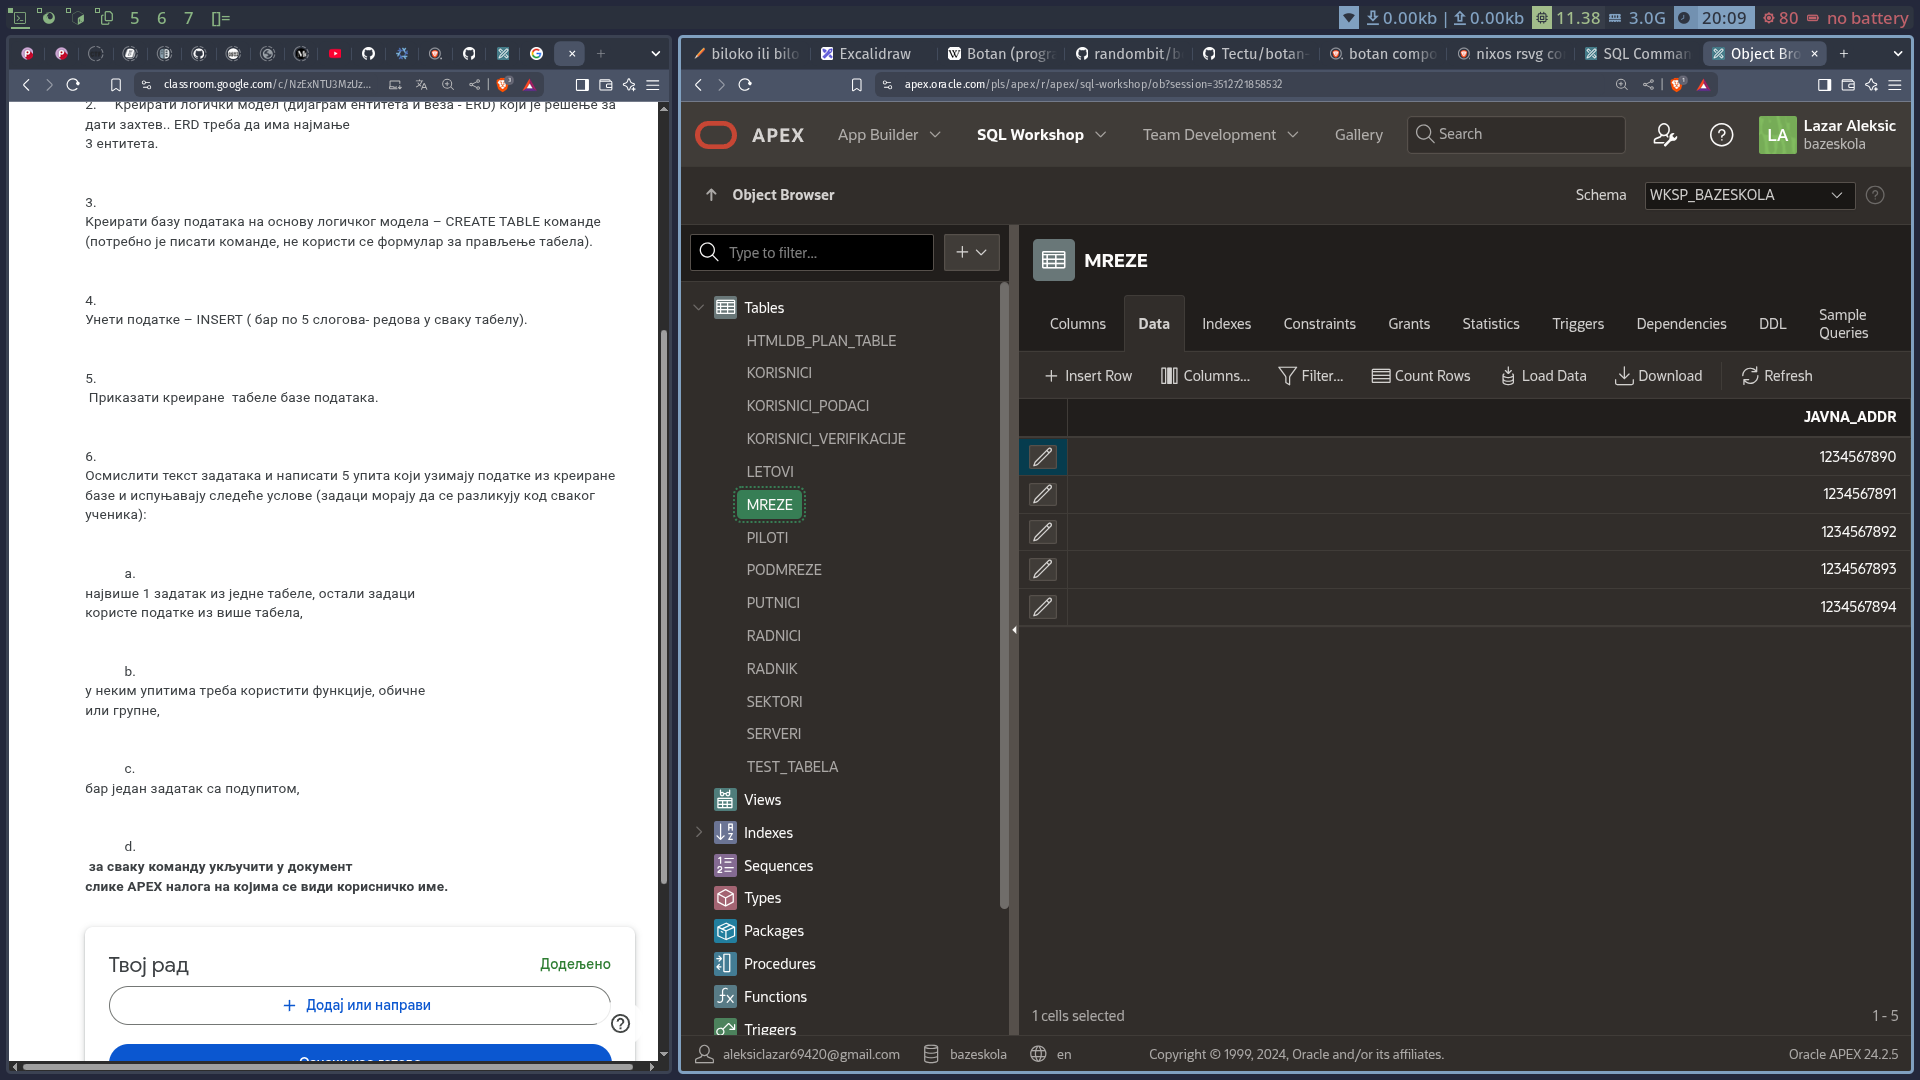 5 6 7 []=
0.00kb | 0.00kb 11.38 3.0G 20:09 80 no battery
classroom.google.com/c/NzExNTU3MzUz...
2. Креирати логички модел (дијаграм ентитета и веза - ERD) који је решење за
дати захтев.. ERD треба да има најмање
3 ентитета.
3.
Креирати базу података на основу логичког модела – CREATE TABLE команде
(потребно је писати команде, не користи се формулар за прављење табела).
4.
Унети податке – INSERT ( бар по 5 слогова- редова у сваку табелу).
5.
Приказати креиране табеле базе података.
6.
Осмислити текст задатака и написати 5 упита који узимају податке из креиране
базе и испуњавају следеће услове (задаци морају да се разликују код сваког
ученика):
a.
највише 1 задатак из једне табеле, остали задаци
користе податке из више табела,
b.
у неким упитима треба користити функције, обичне
или групне,
c.
бар један задатак са подупитом,
d.
за сваку команду укључити у документ
слике APEX налога на којима се види корисничко име.
Твој рад
Додељено
Додај или направи
biloko ili bilo
Excalidraw
Botan (progra
randombit/b
Tectu/botan-
botan compo
nixos rsvg co
SQL Comman
Object Bro
apex.oracle.com/pls/apex/r/apex/sql-workshop/ob?session=3512721858532
APEX
App Builder
SQL Workshop
Team Development
Gallery
Search
LA
Lazar Aleksic
bazeskola
Object Browser
Schema
WKSP_BAZESKOLA
Type to filter...
Tables
HTMLDB_PLAN_TABLE
KORISNICI
KORISNICI_PODACI
KORISNICI_VERIFIKACIJE
LETOVI
MREZE
PILOTI
PODMREZE
PUTNICI
RADNICI
RADNIK
SEKTORI
SERVERI
TEST_TABELA
Views
Indexes
Sequences
Types
Packages
Procedures
Functions
Triggers
MREZE
Columns
Data
Indexes
Constraints
Grants
Statistics
Triggers
Dependencies
DDL
Sample
Queries
Insert Row
Columns...
Filter...
Count Rows
Load Data
Download
Refresh
JAVNA_ADDR
1234567890
1234567891
1234567892
1234567893
1234567894
1 cells selected
1 - 5
aleksiclazar69420@gmail.com
bazeskola
en
Copyright © 1999, 2024, Oracle and/or its affiliates.
Oracle APEX 24.2.5